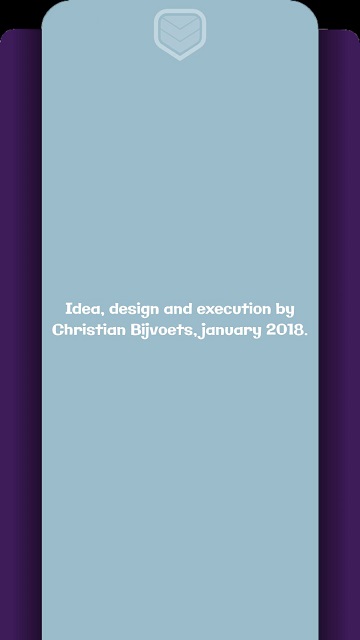 Idea, design and execution by
Christian Bijvoets, january 2018.